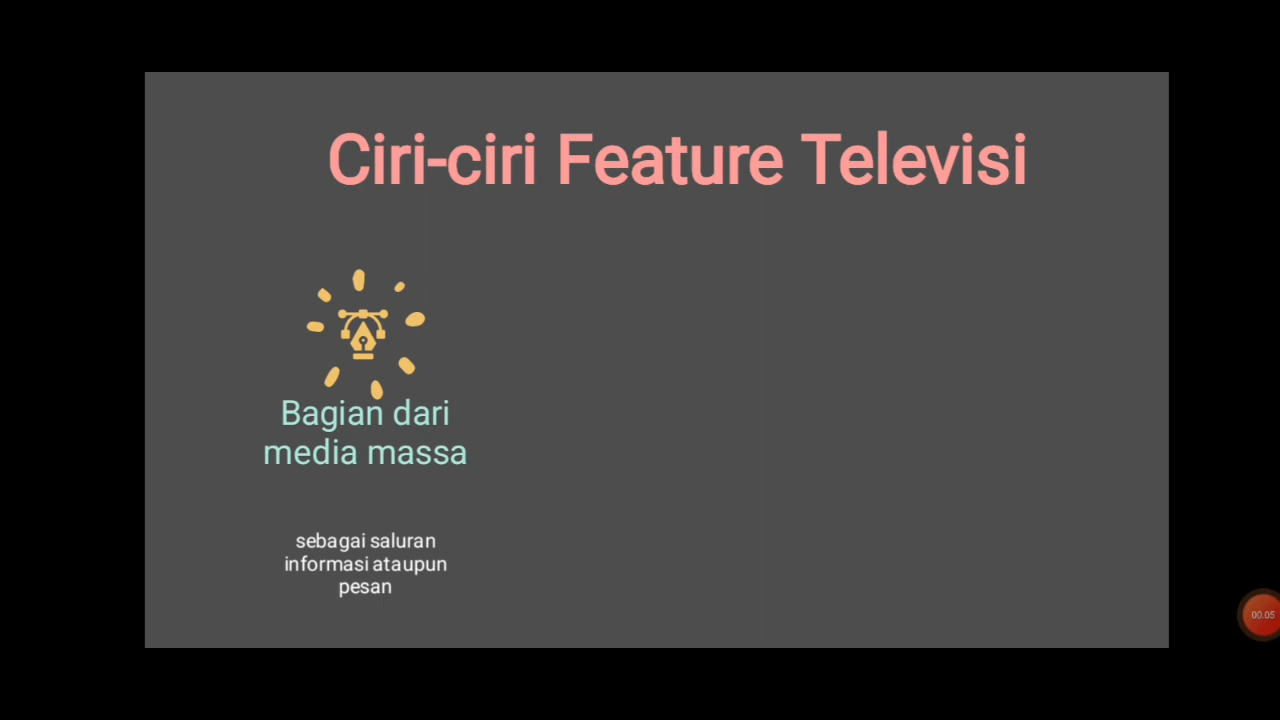 Ciri-ciri Feature Televisi
Bagian dari
media massa
sebagai saluran
informasi ataupun
pesan
00.05